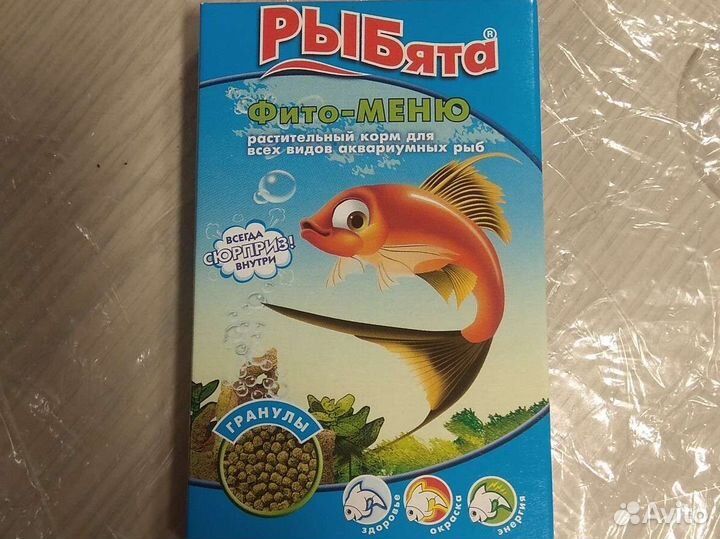 РЫБята®
Фито-МЕНЮ
растительный корм для
всех видов аквариумных рыб
ВСЕГДА
СЮРПРИЗ!
ВНУТРИ
ГРАНУЛЫ
здоровье
окраска
энергия
Avito